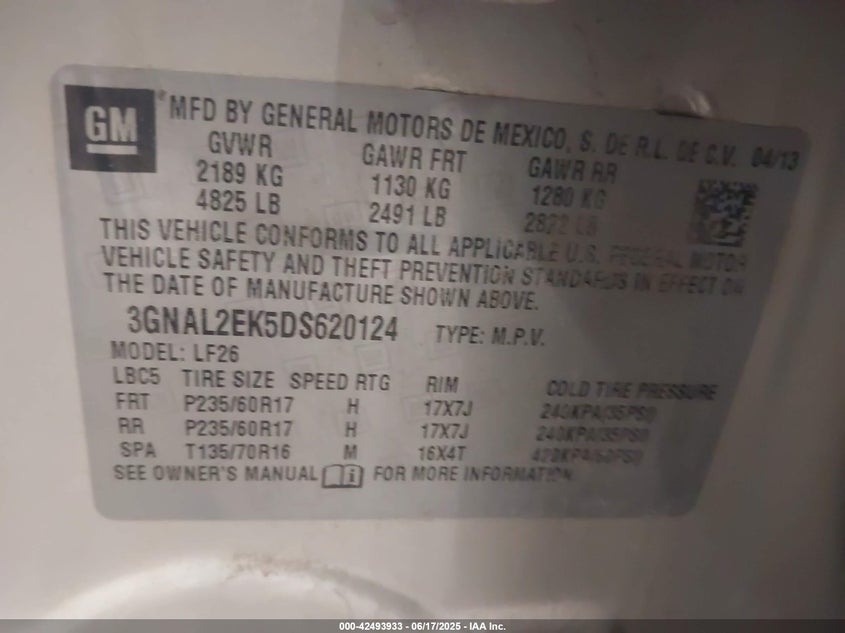 GM
® MFD BY GENERAL MOTORS DE MEXICO, S. DE R.L. DE C.V. 04/13
GVWR GAWR FRT GAWR RR
2189 KG 1130 KG 1280 KG
4825 LB 2491 LB 2822 LB
THIS VEHICLE CONFORMS TO ALL APPLICABLE U.S. FEDERAL MOTOR
VEHICLE SAFETY AND THEFT PREVENTION STANDARDS IN EFFECT ON
THE DATE OF MANUFACTURE SHOWN ABOVE.
3GNAL2EK5DS620124 TYPE: M.P.V.
MODEL: LF26
LBC5 TIRE SIZE SPEED RTG RIM COLD TIRE PRESSURE
FRT P235/60R17 H 17X7J 240KPA(35PSI)
RR P235/60R17 H 17X7J 240KPA(35PSI)
SPA T135/70R16 M 16X4T 420KPA(60PSI)
SEE OWNER'S MANUAL i FOR MORE INFORMATION.
000-42493933 - 06/17/2025 - IAA Inc.